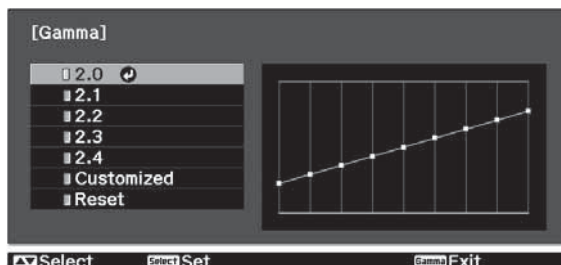 [Gamma]
2.0
2.1
2.2
2.3
2.4
Customized
Reset
Select Select Set Gamma Exit